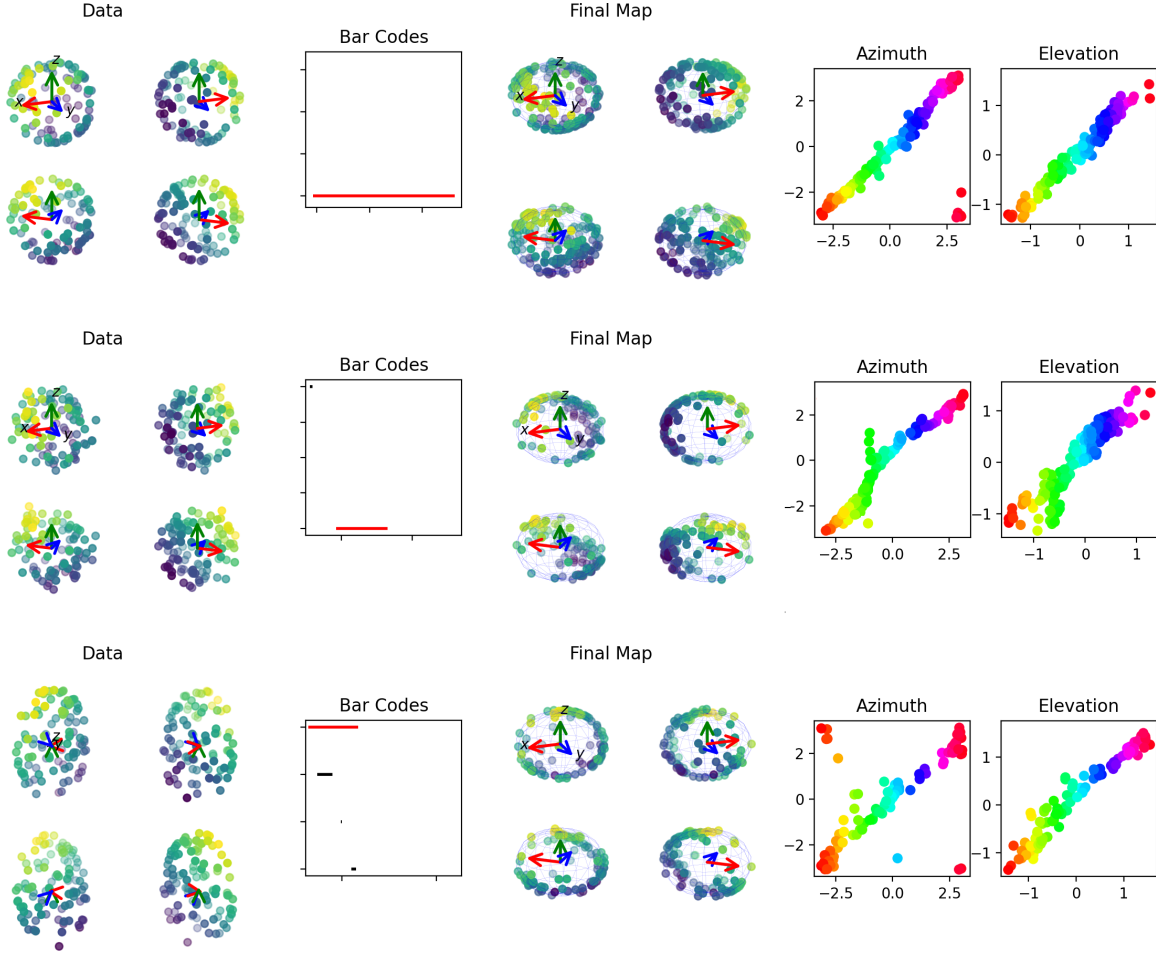 Data
Final Map
Bar Codes
Azimuth
Elevation
z
x
y
z
x
y
2
0
−2
−2.5
0.0
2.5
1
0
−1
−1
0
1
Data
Final Map
Bar Codes
Azimuth
Elevation
z
x
y
z
x
y
2
0
−2
−2.5
0.0
2.5
1
0
−1
−1
0
1
Data
Final Map
Bar Codes
Azimuth
Elevation
z
y
z
x
y
2
0
−2
−2.5
0.0
2.5
1
0
−1
−1
0
1